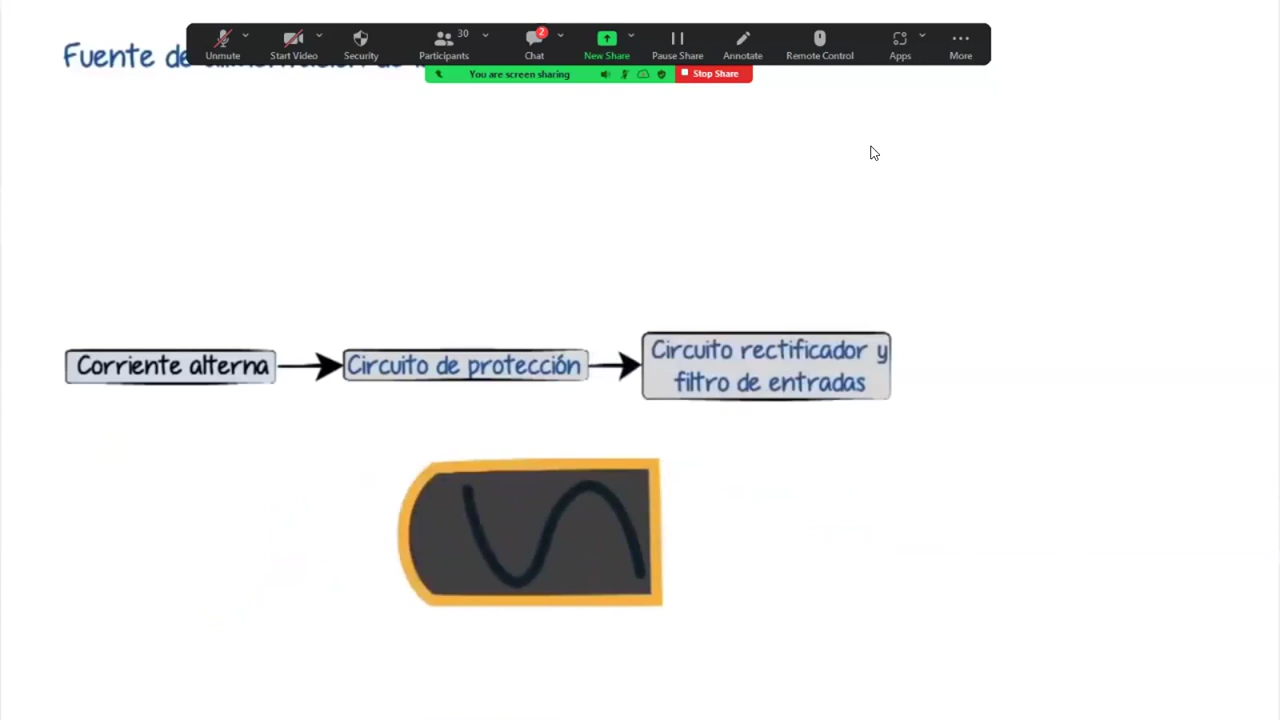 Fuente de
Unmute
Start Video
Security
Participants
30
Chat
2
New Share
Pause Share
Annotate
Remote Control
Apps
More
You are screen sharing
Stop Share
Corriente alterna
Circuito de protección
Circuito rectificador y
filtro de entradas